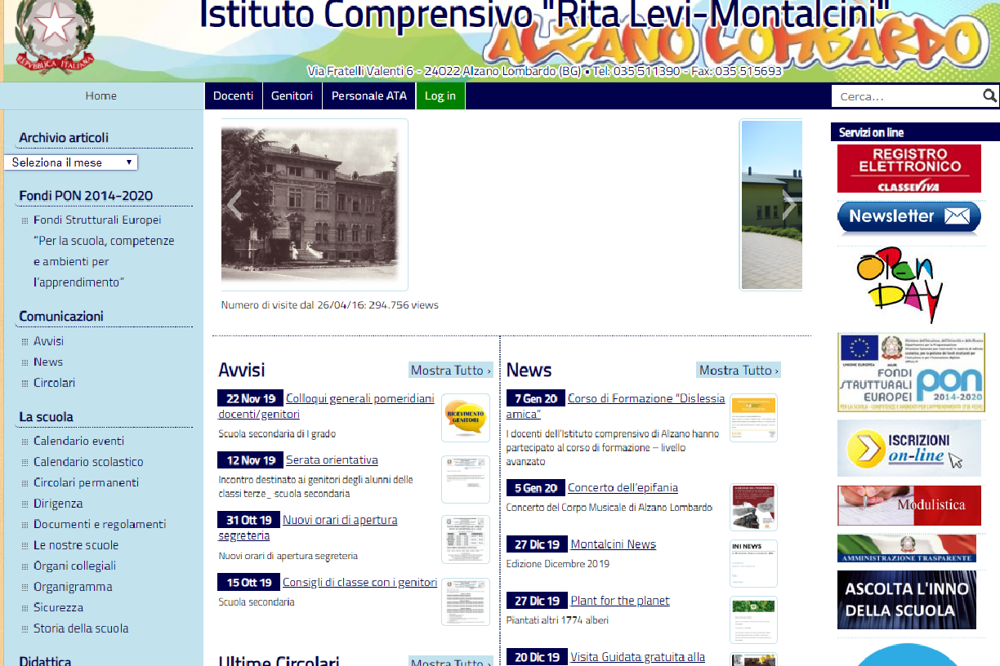 Istituto Comprensivo "Rita Levi-Montalcini"
ALZANO LOMBARDO
REPVBBLICA ITALIANA
Via Fratelli Valenti 6 - 24022 Alzano Lombardo (BG) • Tel: 035 511390 - Fax: 035 515693
Home
Docenti
Genitori
Personale ATA
Log in
Cerca...
Archivio articoli
Seleziona il mese
Fondi PON 2014-2020
Fondi Strutturali Europei
“Per la scuola, competenze
e ambienti per
l’apprendimento”
Comunicazioni
Avvisi
News
Circolari
La scuola
Calendario eventi
Calendario scolastico
Circolari permanenti
Dirigenza
Documenti e regolamenti
Le nostre scuole
Organi collegiali
Organigramma
Sicurezza
Storia della scuola
Didattica
Numero di visite dal 26/04/16: 294.756 views
Avvisi
Mostra Tutto ›
22 Nov 19 Colloqui generali pomeridiani
docenti/genitori
Scuola secondaria di I grado
RICEVIMENTO
GENITORI
12 Nov 19 Serata orientativa
Incontro destinato ai genitori degli alunni delle
classi terze_ scuola secondaria
31 Ott 19 Nuovi orari di apertura
segreteria
Nuovi orari di apertura segreteria
15 Ott 19 Consigli di classe con i genitori
Scuola secondaria
Ultime Circolari
Mostra Tutto ›
News
Mostra Tutto ›
7 Gen 20 Corso di Formazione “Dislessia
amica”
I docenti dell’Istituto comprensivo di Alzano hanno
partecipato al corso di formazione – livello
avanzato
5 Gen 20 Concerto dell’epifania
Concerto del Corpo Musicale di Alzano Lombardo
27 Dic 19 Montalcini News
Edizione Dicembre 2019
INI NEWS
27 Dic 19 Plant for the planet
Piantati altri 1774 alberi
20 Dic 19 Visita Guidata gratuita alla
Servizi on line
REGISTRO
ELETTRONICO
CLASSEVIVA
Newsletter
OPEN
DAY
UNIONE EUROPEA
FONDI
STRUTTURALI
EUROPEI
pon
2014-2020
ISCRIZIONI
on-line
Modulistica
AMMINISTRAZIONE TRASPARENTE
ASCOLTA L'INNO
DELLA SCUOLA